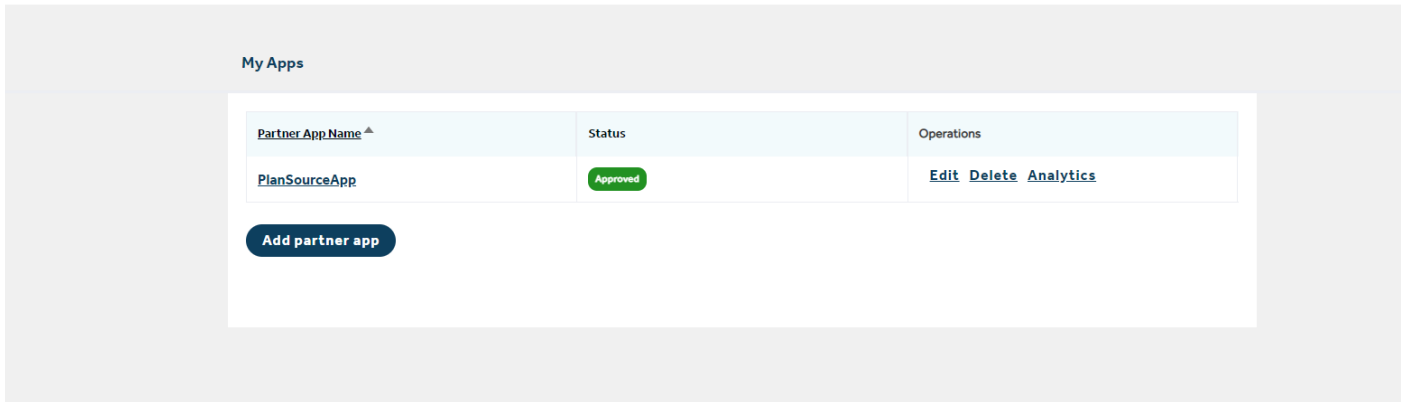 My Apps
Partner App Name Status Operations
PlanSourceApp Approved Edit Delete Analytics
Add partner app